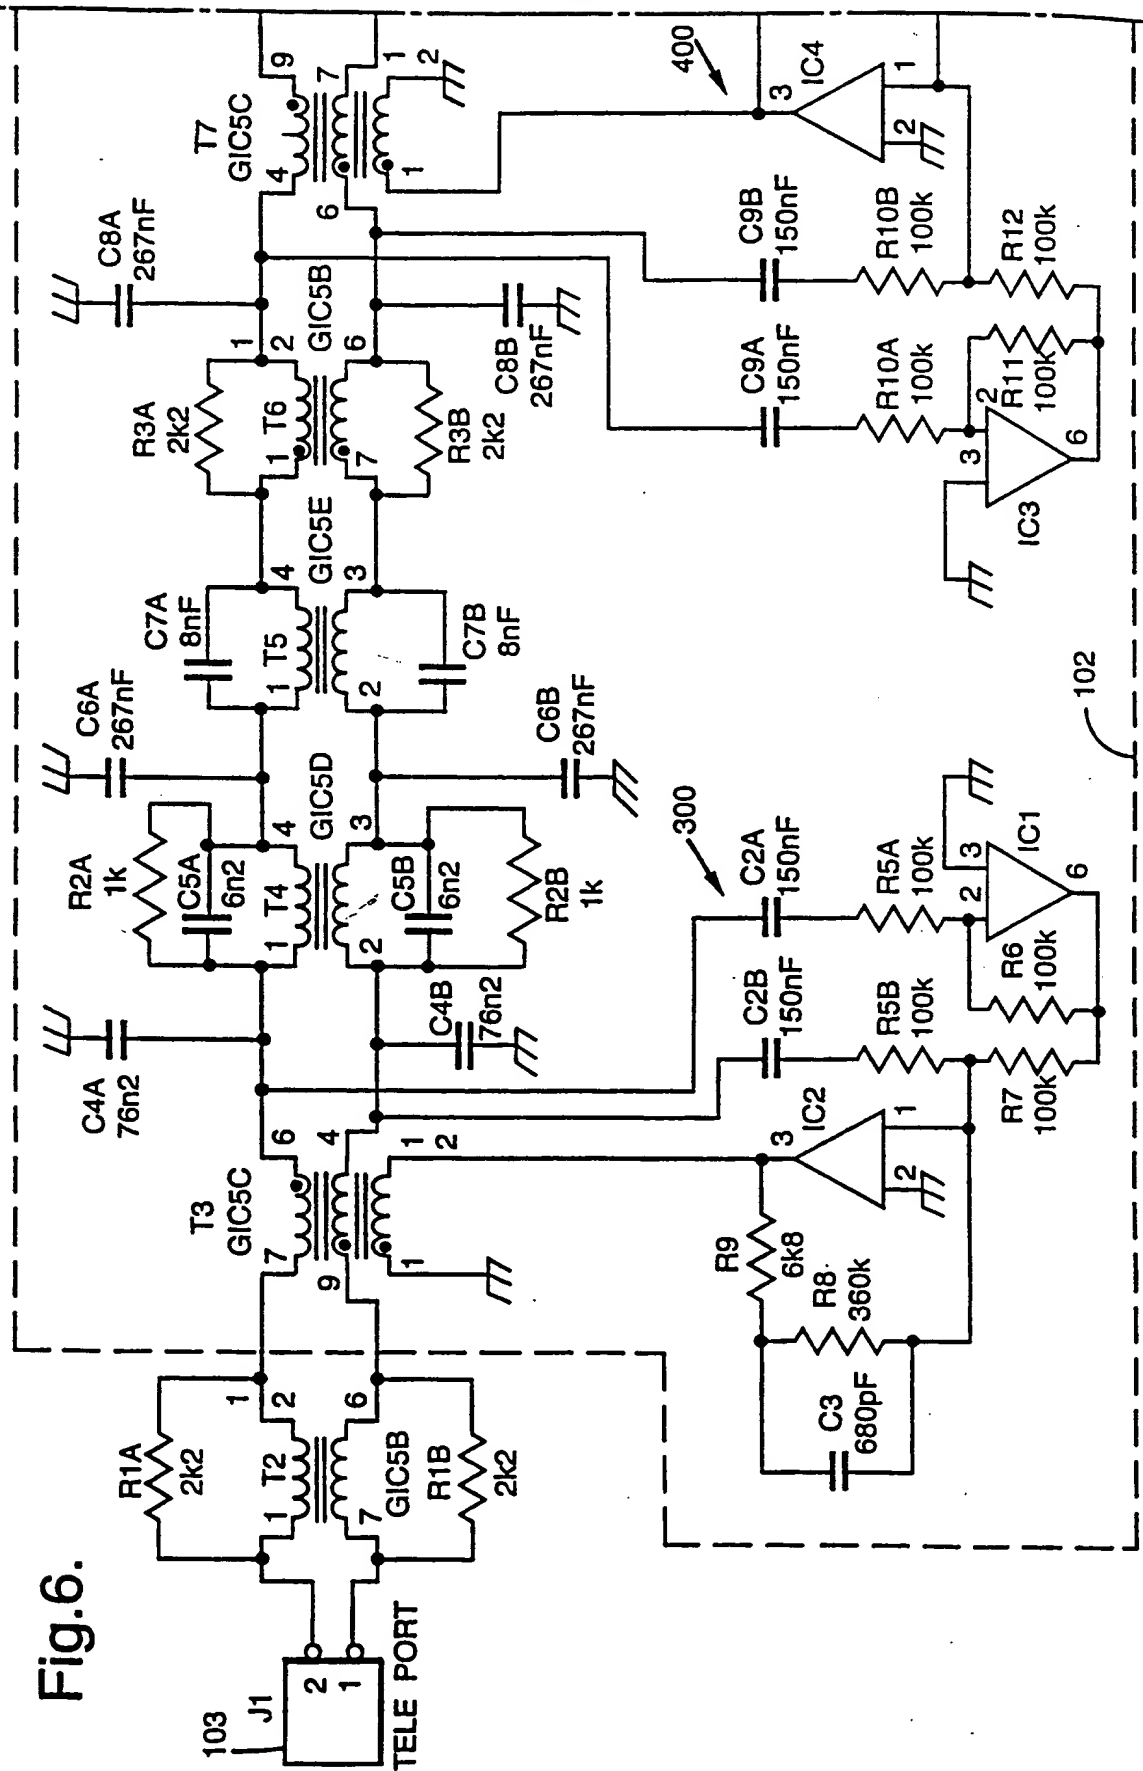 Fig.6.
103
J1
2
1
TELE PORT
R1A
2k2
T2
1
2
1
7
6
GIC5B
R1B
2k2
T3
GIC5C
7
6
9
4
1
1
2
C4A
76n2
C4B
76n2
R2A
1k
C5A
6n2
T4
1
4
GIC5D
2
3
C5B
6n2
R2B
1k
C6A
267nF
C6B
267nF
C7A
8nF
T5
1
4
GIC5E
2
3
C7B
8nF
R3A
2k2
T6
1
2
1
GIC5B
7
6
R3B
2k2
C8A
267nF
C8B
267nF
T7
GIC5C
4
9
6
7
1
1
2
300
C2A
150nF
C2B
150nF
R5A
100k
R5B
100k
R6
100k
R7
100k
IC1
2
3
6
IC2
3
1
2
R9
6k8
R8
360k
C3
680pF
400
C9A
150nF
C9B
150nF
R10A
100k
R10B
100k
R11
100k
R12
100k
IC3
3
2
6
IC4
3
1
2
102